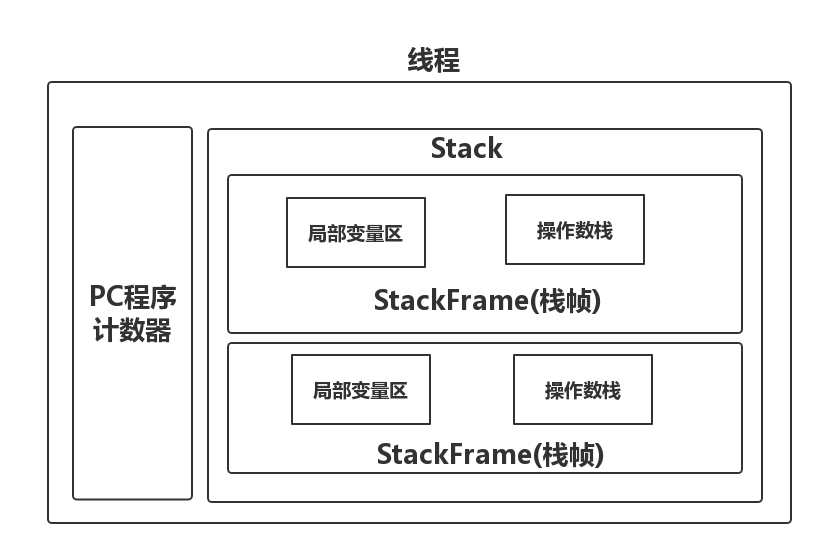 线程
Stack
局部变量区
操作数栈
StackFrame(栈帧)
PC程序
计数器
局部变量区
操作数栈
StackFrame(栈帧)